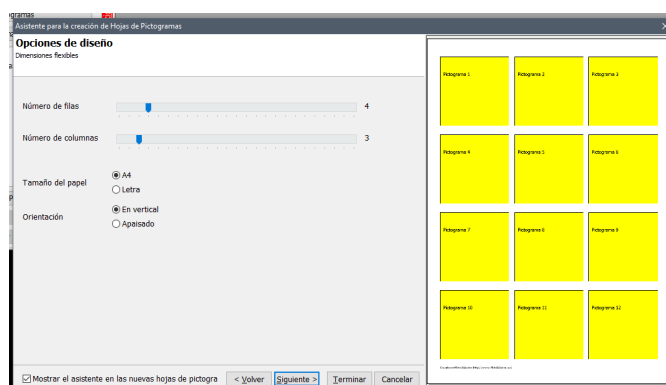 Asistente para la creación de Hojas de Pictogramas
Opciones de diseño
Dimensiones flexibles
Número de filas
4
Número de columnas
3
Tamaño del papel
A4
Letra
Orientación
En vertical
Apaisado
Mostrar el asistente en las nuevas hojas de pictogra
< Volver
Siguiente >
Terminar
Cancelar
Pictograma 1
Pictograma 2
Pictograma 3
Pictograma 4
Pictograma 5
Pictograma 6
Pictograma 7
Pictograma 8
Pictograma 9
Pictograma 10
Pictograma 11
Pictograma 12